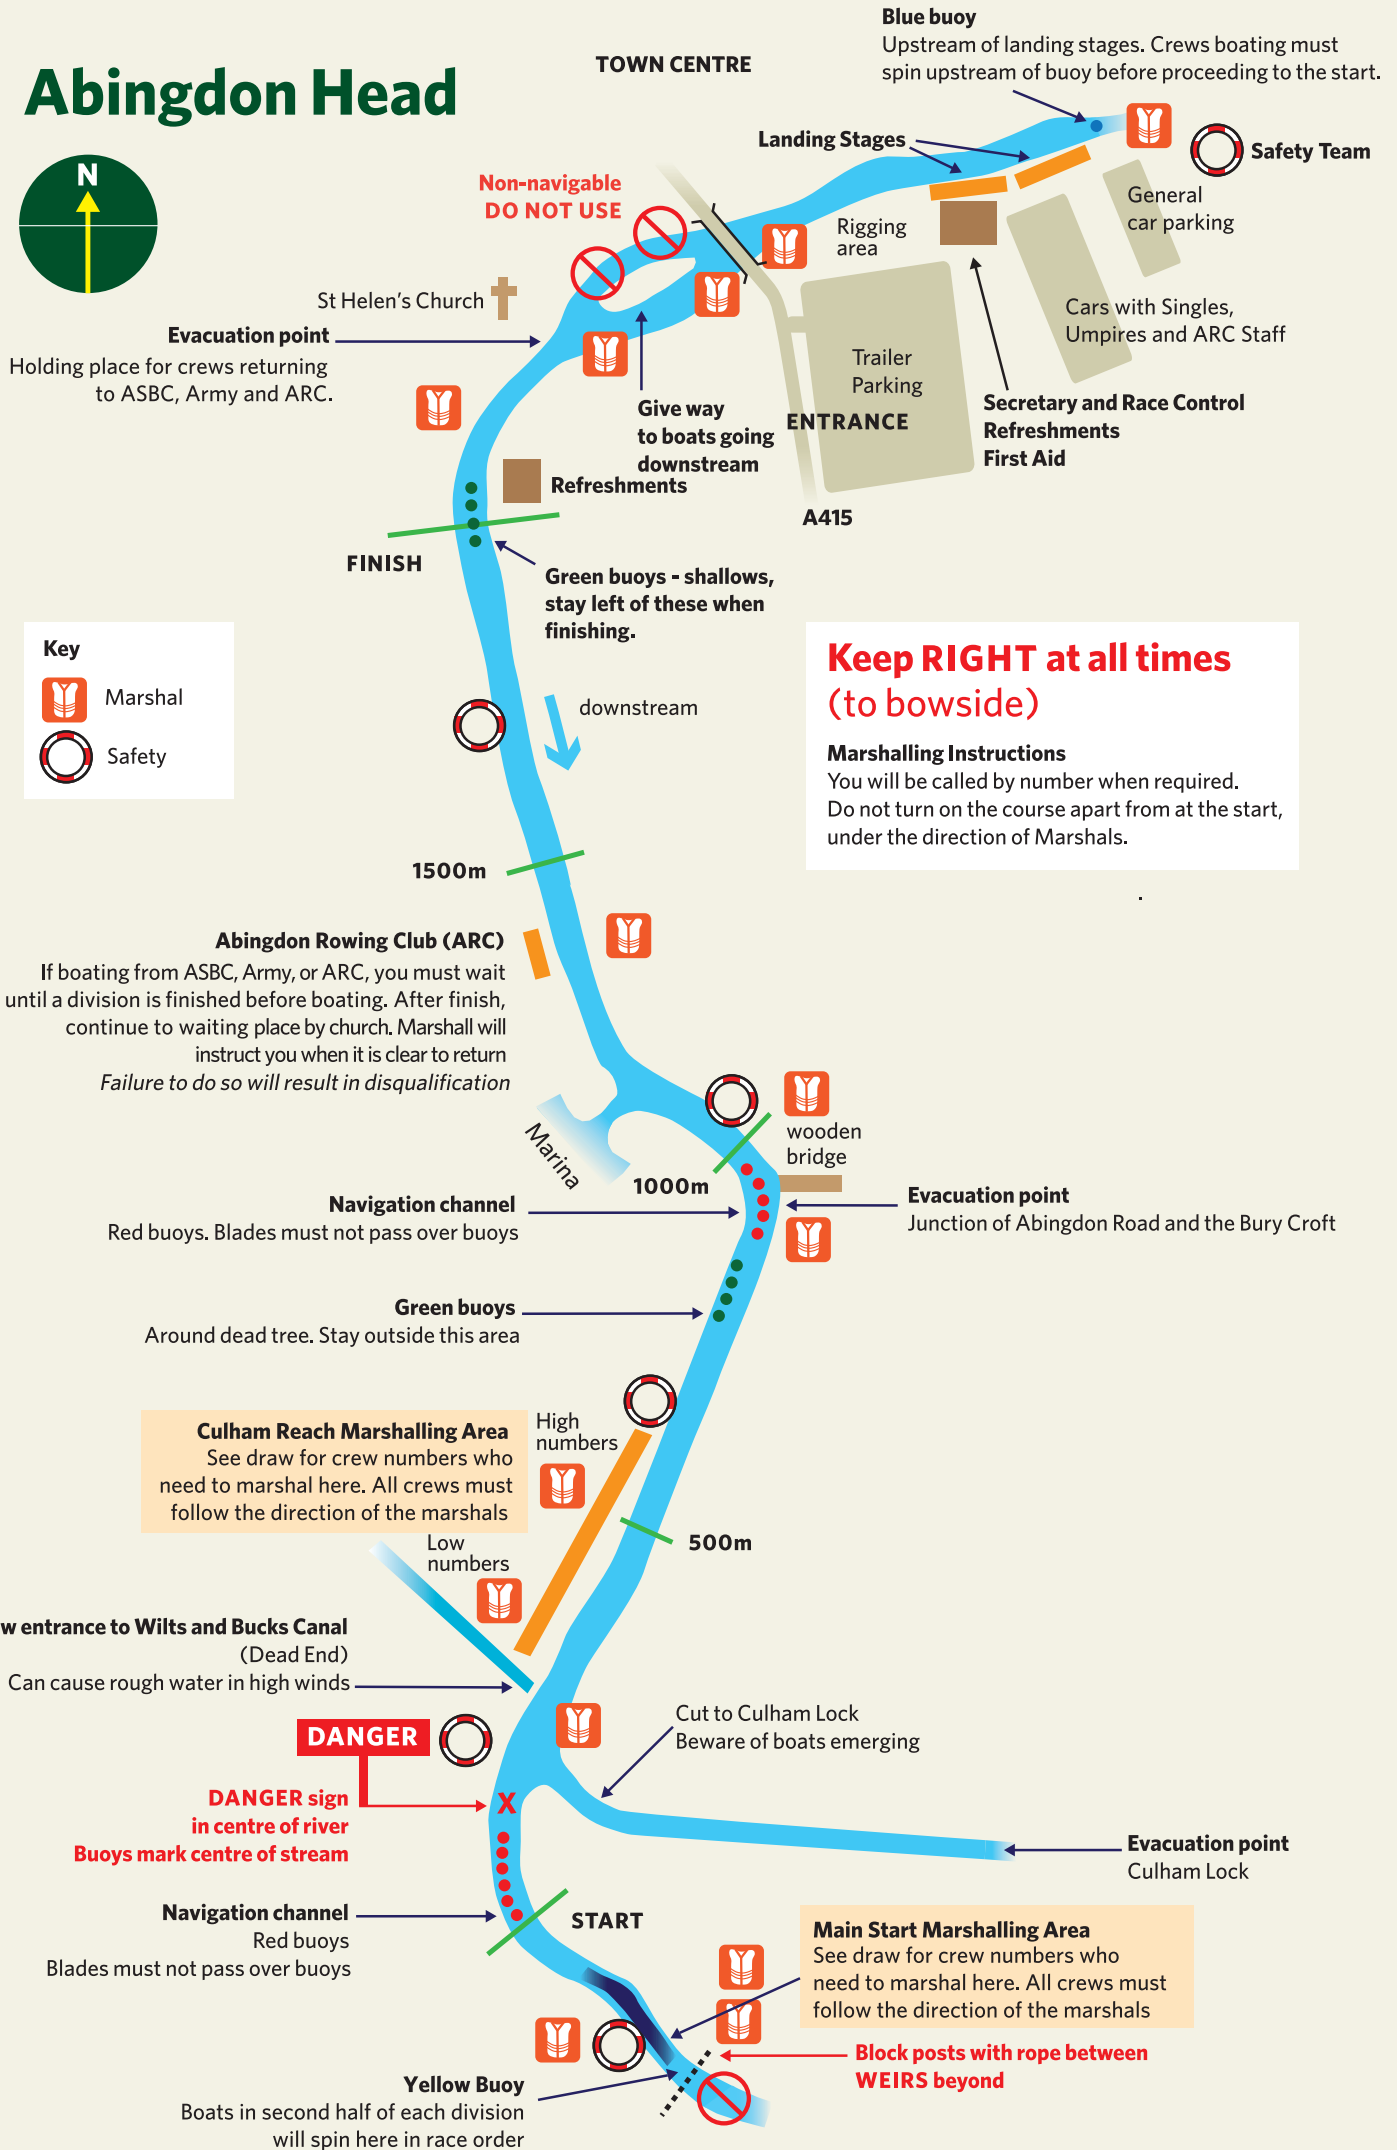 Blue buoy
Upstream of landing stages. Crews boating must
spin upstream of buoy before proceeding to the start.
TOWN CENTRE
Abingdon Head
N
Landing Stages
Safety Team
Non-navigable
DO NOT USE
General
car parking
Rigging
area
St Helen's Church
Cars with Singles,
Umpires and ARC Staff
Evacuation point
Holding place for crews returning
to ASBC, Army and ARC.
Trailer
Parking
Give way
to boats going
downstream
ENTRANCE
Secretary and Race Control
Refreshments
First Aid
Refreshments
A415
FINISH
Green buoys - shallows,
stay left of these when
finishing.
Key
Marshal
Safety
Keep RIGHT at all times
(to bowside)
Marshalling Instructions
You will be called by number when required.
Do not turn on the course apart from at the start,
under the direction of Marshals.
downstream
1500m
Abingdon Rowing Club (ARC)
If boating from ASBC, Army, or ARC, you must wait
until a division is finished before boating. After finish,
continue to waiting place by church. Marshall will
instruct you when it is clear to return
Failure to do so will result in disqualification
Marina
wooden
bridge
1000m
Navigation channel
Red buoys. Blades must not pass over buoys
Evacuation point
Junction of Abingdon Road and the Bury Croft
Green buoys
Around dead tree. Stay outside this area
Culham Reach Marshalling Area
See draw for crew numbers who
need to marshal here. All crews must
follow the direction of the marshals
High
numbers
500m
Low
numbers
w entrance to Wilts and Bucks Canal
(Dead End)
Can cause rough water in high winds
Cut to Culham Lock
Beware of boats emerging
DANGER
X
DANGER sign
in centre of river
Buoys mark centre of stream
Evacuation point
Culham Lock
Navigation channel
Red buoys
Blades must not pass over buoys
START
Main Start Marshalling Area
See draw for crew numbers who
need to marshal here. All crews must
follow the direction of the marshals
Block posts with rope between
WEIRS beyond
Yellow Buoy
Boats in second half of each division
will spin here in race order